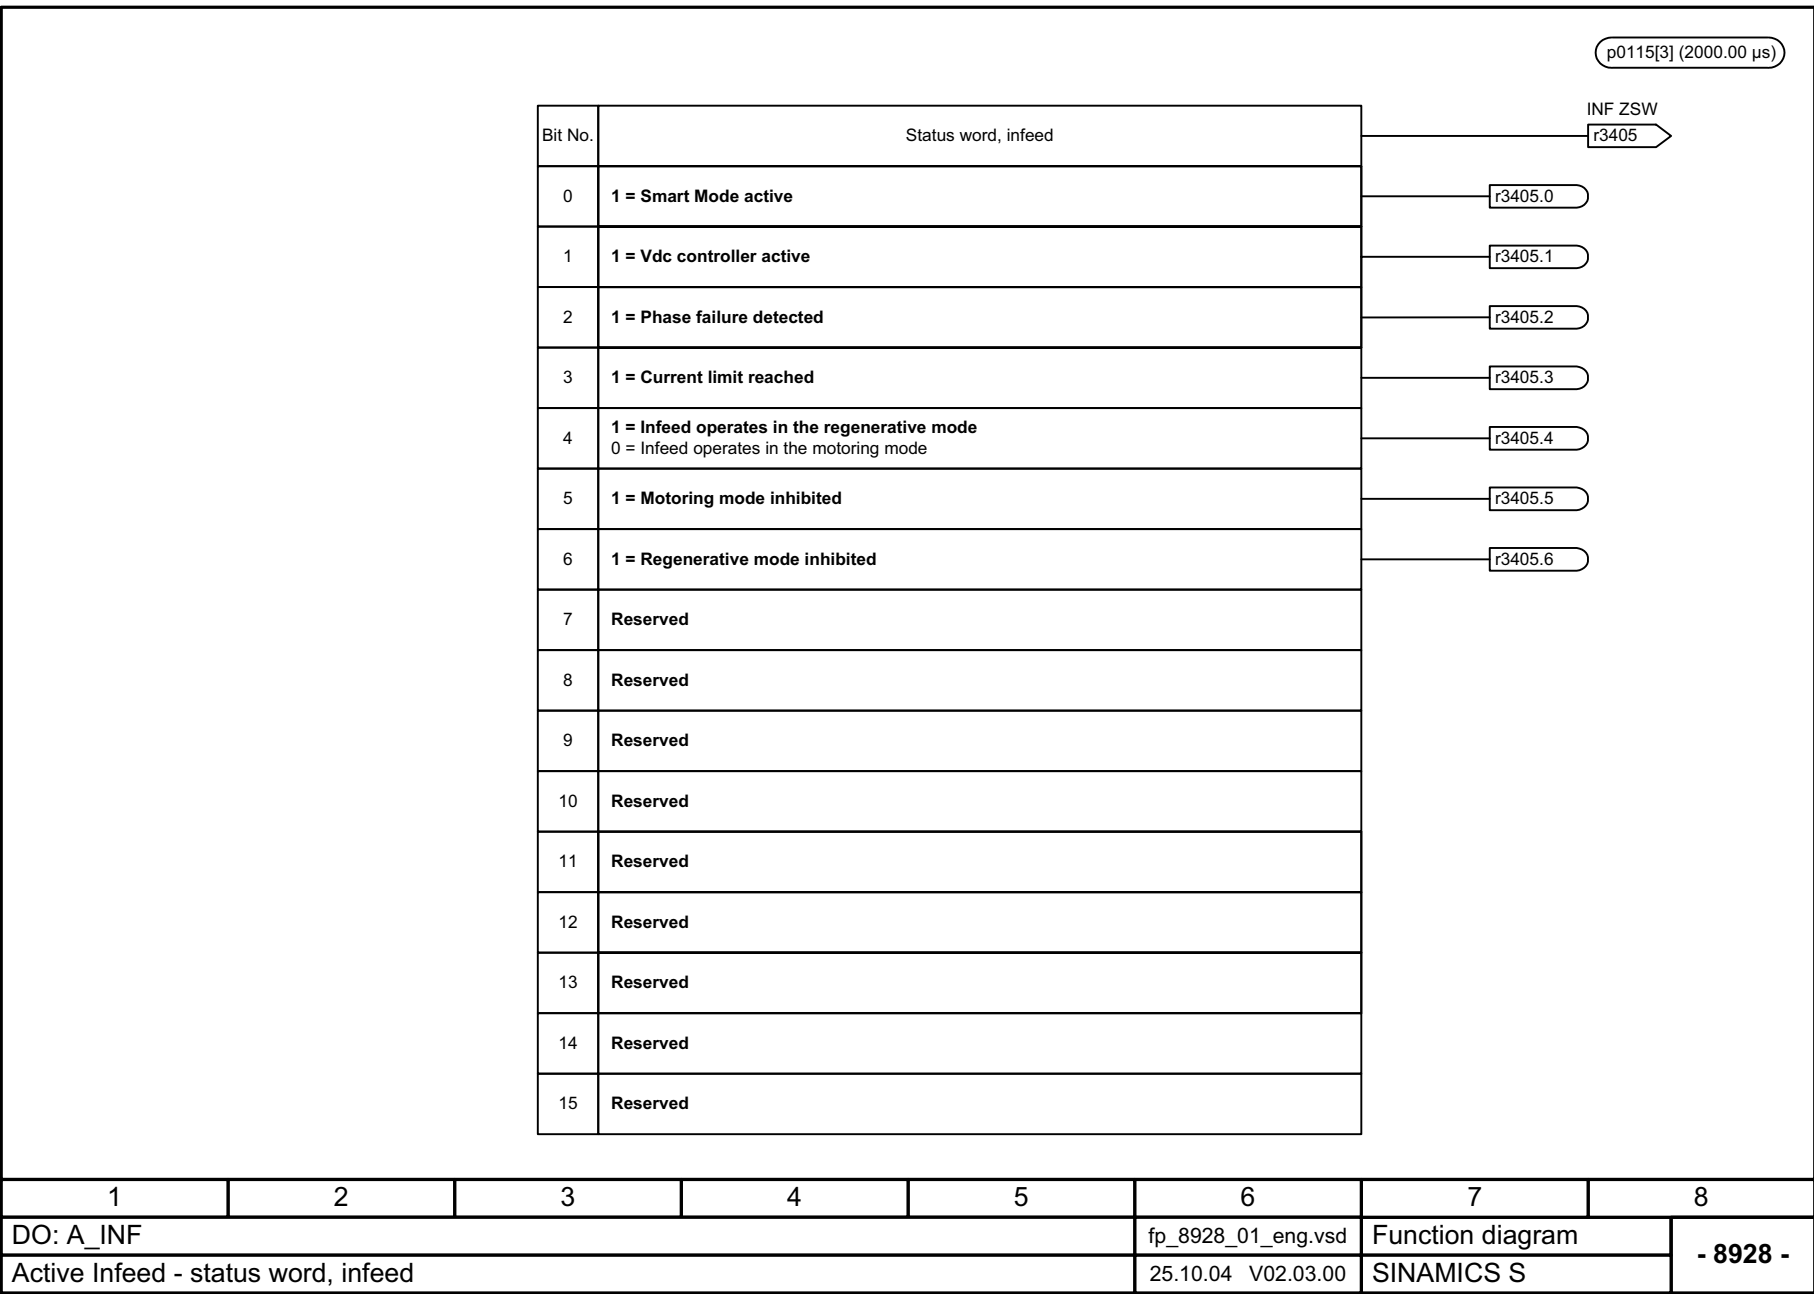 p0115[3] (2000.00 µs)
INF ZSW
Bit No. Status word, infeed r3405
0 1 = Smart Mode active r3405.0
1 1 = Vdc controller active r3405.1
2 1 = Phase failure detected r3405.2
3 1 = Current limit reached r3405.3
4 1 = Infeed operates in the regenerative mode
0 = Infeed operates in the motoring mode r3405.4
5 1 = Motoring mode inhibited r3405.5
6 1 = Regenerative mode inhibited r3405.6
7 Reserved
8 Reserved
9 Reserved
10 Reserved
11 Reserved
12 Reserved
13 Reserved
14 Reserved
15 Reserved
1 2 3 4 5 6 7 8
DO: A_INF fp_8928_01_eng.vsd Function diagram
- 8928 -
Active Infeed - status word, infeed 25.10.04 V02.03.00 SINAMICS S